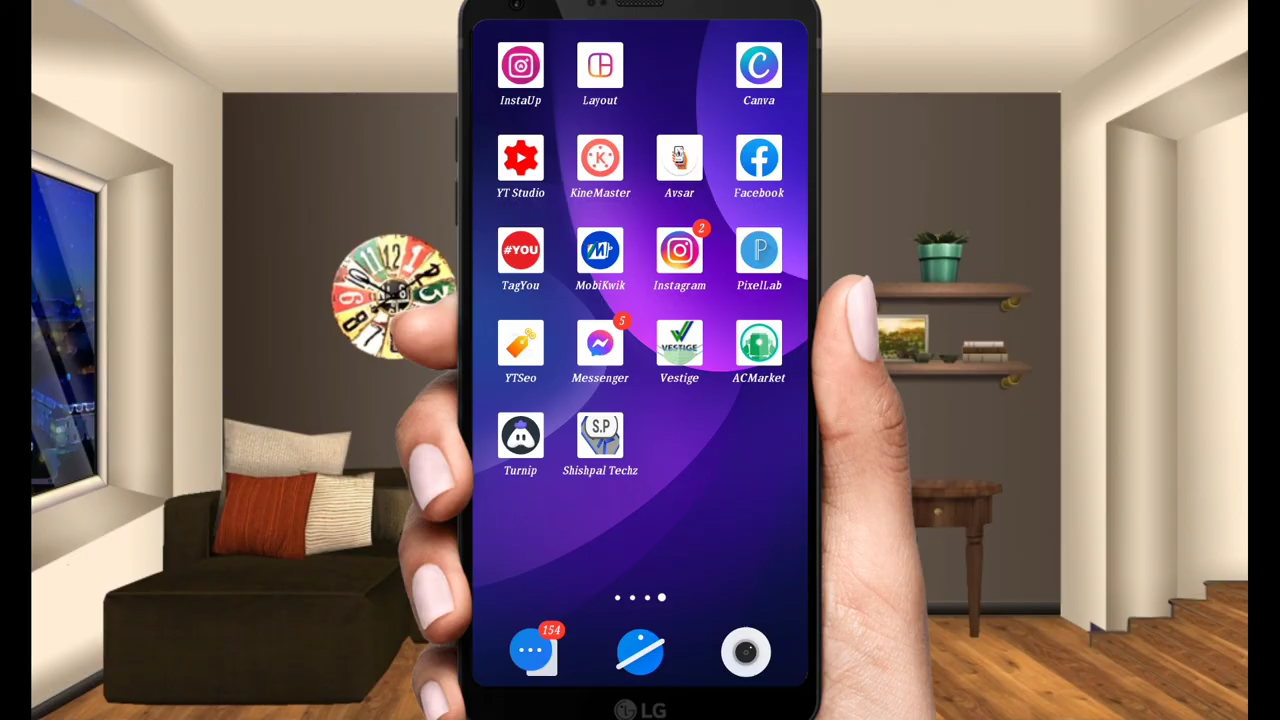 InstaUp
Layout
Canva
YT Studio
KineMaster
Avsar
Facebook
#YOU
2
TagYou
MobiKwik
Instagram
PixelLab
5
VESTIGE
YTSeo
Messenger
Vestige
ACMarket
S.P
Turnip
Shishpal Techz
154
LG